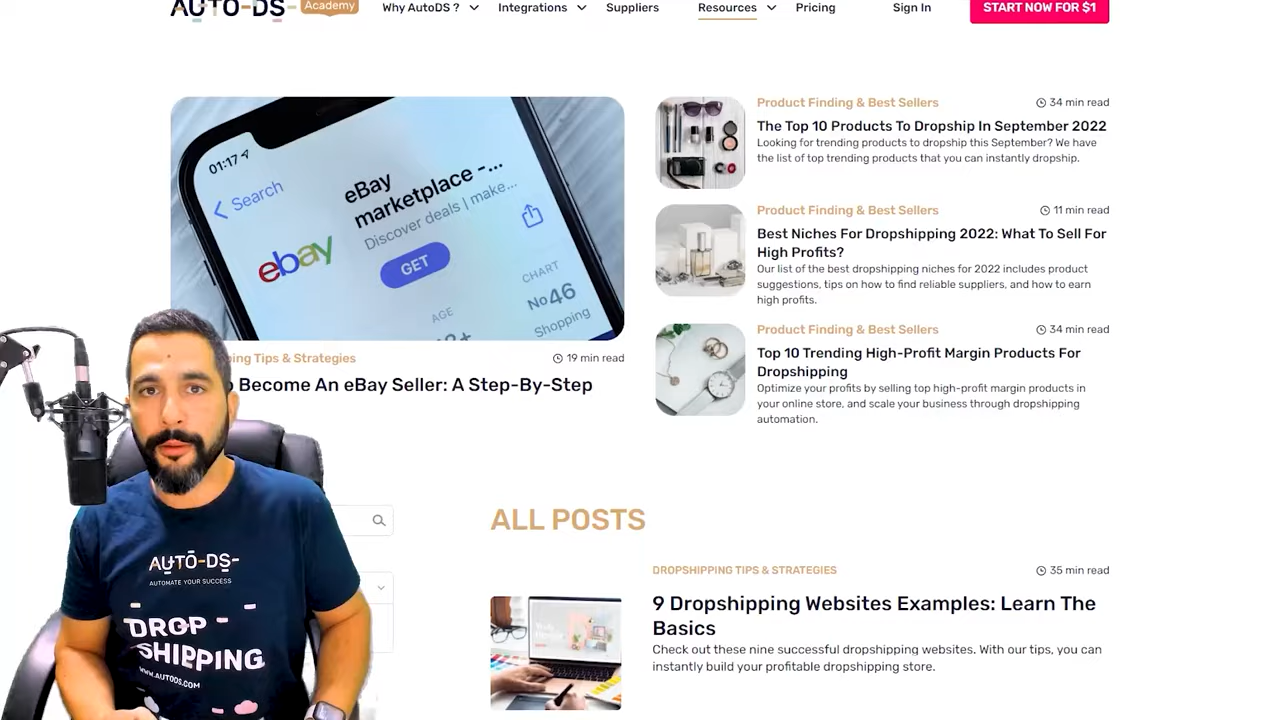 AUTO-DS- Academy
Why AutoDS ?
Integrations
Suppliers
Resources
Pricing
Sign In
START NOW FOR $1
01:17
Search
eBay
marketplace -...
Discover deals | make...
ebay
GET
AGE
CHART
No46
Shopping
Tips & Strategies
19 min read
Become An eBay Seller: A Step-By-Step
Product Finding & Best Sellers
34 min read
The Top 10 Products To Dropship In September 2022
Looking for trending products to dropship this September? We have
the list of top trending products that you can instantly dropship.
Product Finding & Best Sellers
11 min read
Best Niches For Dropshipping 2022: What To Sell For
High Profits?
Our list of the best dropshipping niches for 2022 includes product
suggestions, tips on how to find reliable suppliers, and how to earn
high profits.
Product Finding & Best Sellers
34 min read
Top 10 Trending High-Profit Margin Products For
Dropshipping
Optimize your profits by selling top high-profit margin products in
your online store, and scale your business through dropshipping
automation.
ALL POSTS
DROPSHIPPING TIPS & STRATEGIES
35 min read
9 Dropshipping Websites Examples: Learn The
Basics
Check out these nine successful dropshipping websites. With our tips, you can
instantly build your profitable dropshipping store.
AUTO-DS-
AUTOMATE YOUR SUCCESS
DROP-
SHIPPING
WWW.AUTODS.COM